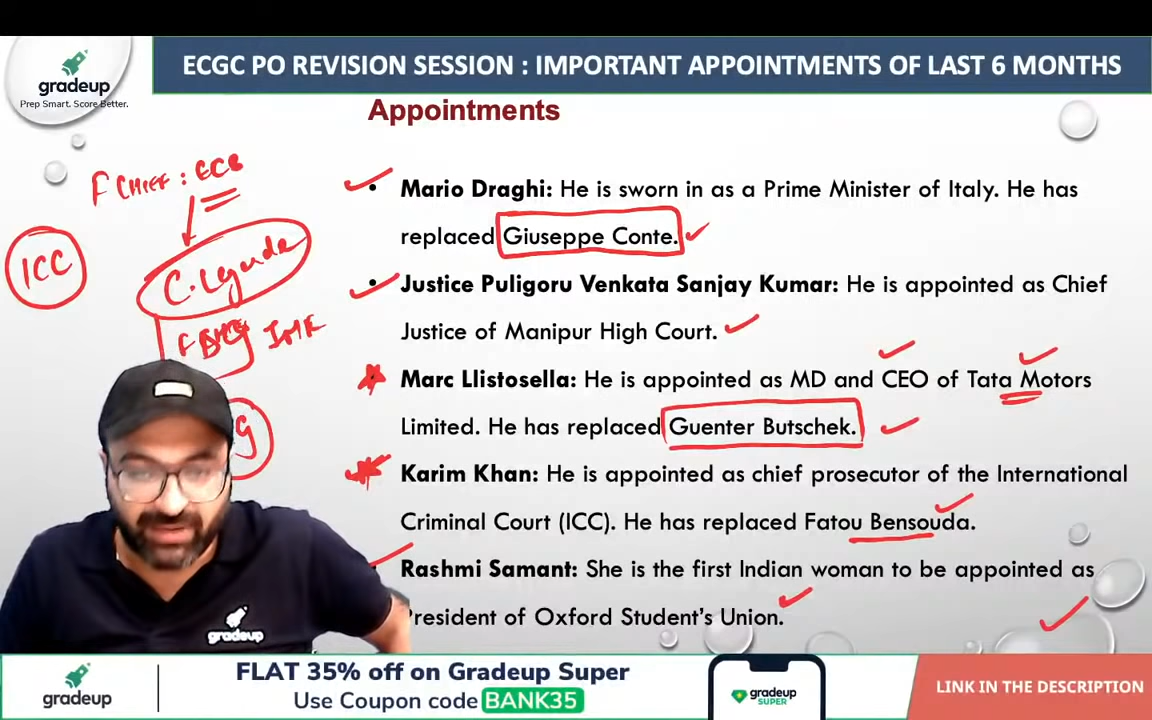 gradeup
Prep Smart. Score Better.
ECGC PO REVISION SESSION : IMPORTANT APPOINTMENTS OF LAST 6 MONTHS
Appointments
F CHIEF : ECB
ICC
IMF
• Mario Draghi: He is sworn in as a Prime Minister of Italy. He has
replaced Giuseppe Conte.
• Justice Puligoru Venkata Sanjay Kumar: He is appointed as Chief
Justice of Manipur High Court.
Marc Llistosella: He is appointed as MD and CEO of Tata Motors
Limited. He has replaced Guenter Butschek.
Karim Khan: He is appointed as chief prosecutor of the International
Criminal Court (ICC). He has replaced Fatou Bensouda.
Rashmi Samant: She is the first Indian woman to be appointed as
President of Oxford Student's Union.
gradeup
gradeup
FLAT 35% off on Gradeup Super
Use Coupon code BANK35
gradeup
SUPER
LINK IN THE DESCRIPTION